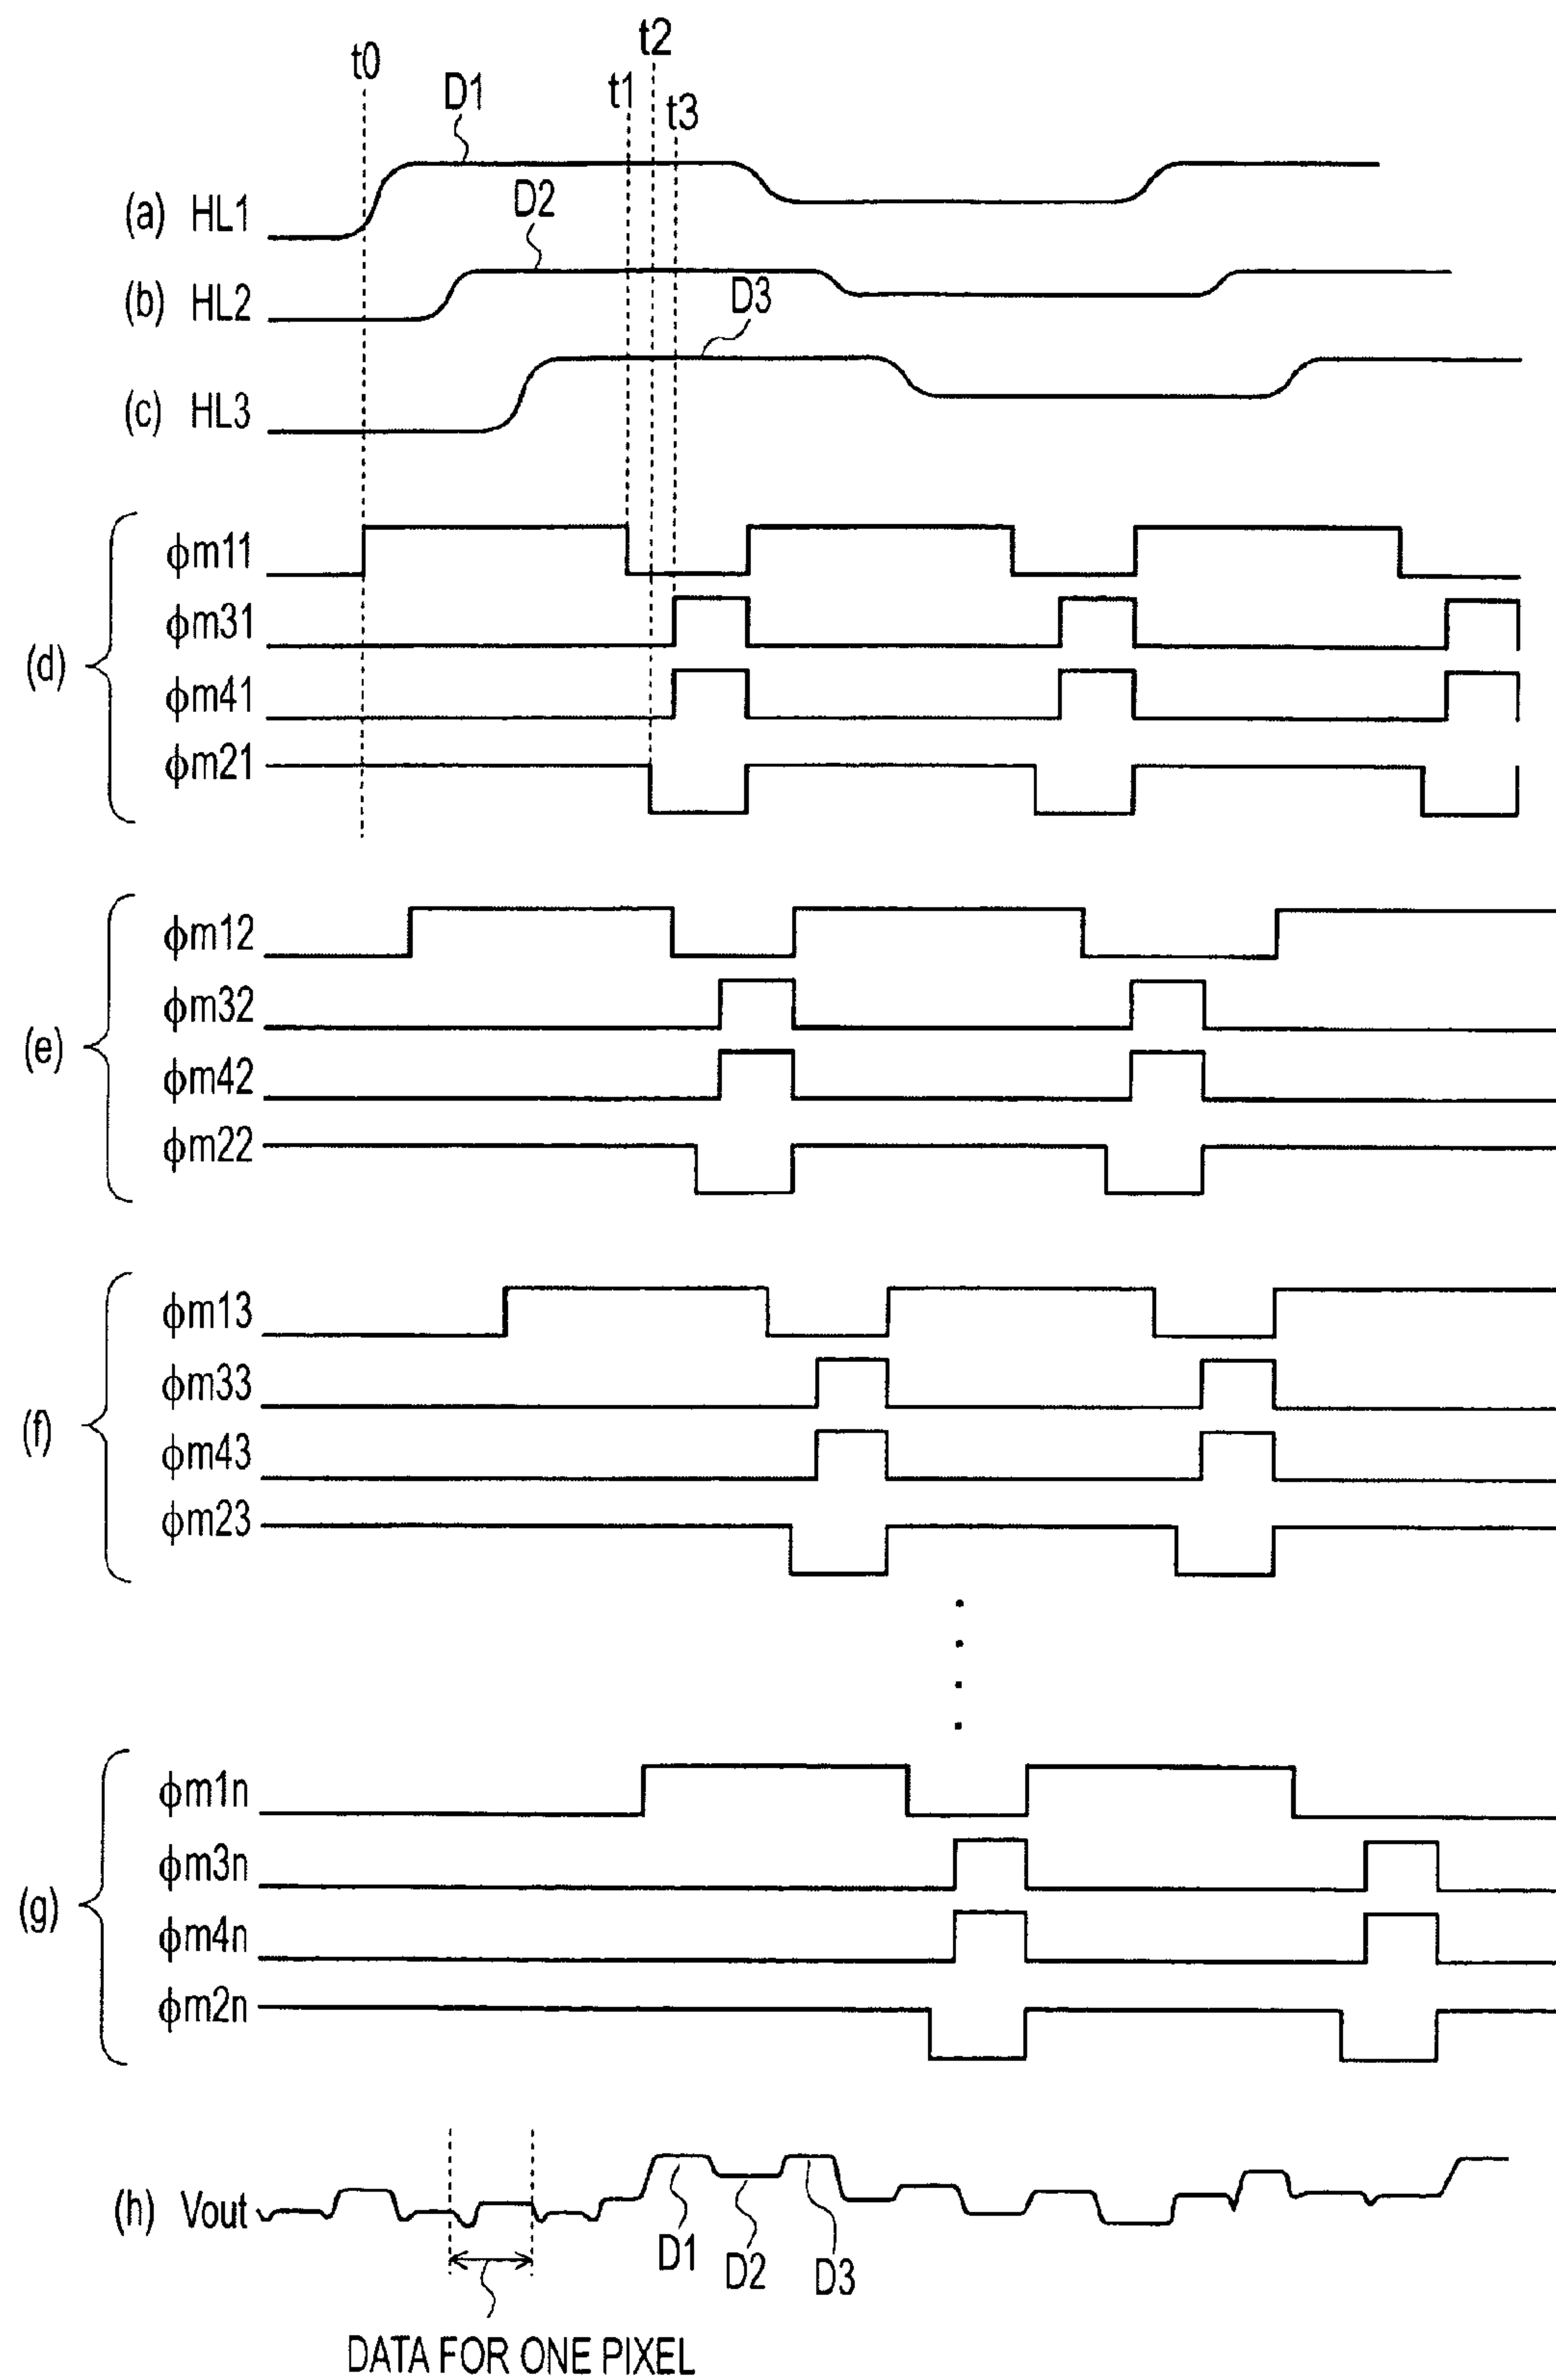 t0
t1
t2
t3
D1
(a) HL1
D2
(b) HL2
D3
(c) HL3
(d)
ϕm11
ϕm31
ϕm41
ϕm21
(e)
ϕm12
ϕm32
ϕm42
ϕm22
(f)
ϕm13
ϕm33
ϕm43
ϕm23
(g)
ϕm1n
ϕm3n
ϕm4n
ϕm2n
(h) Vout
D1
D2
D3
DATA FOR ONE PIXEL